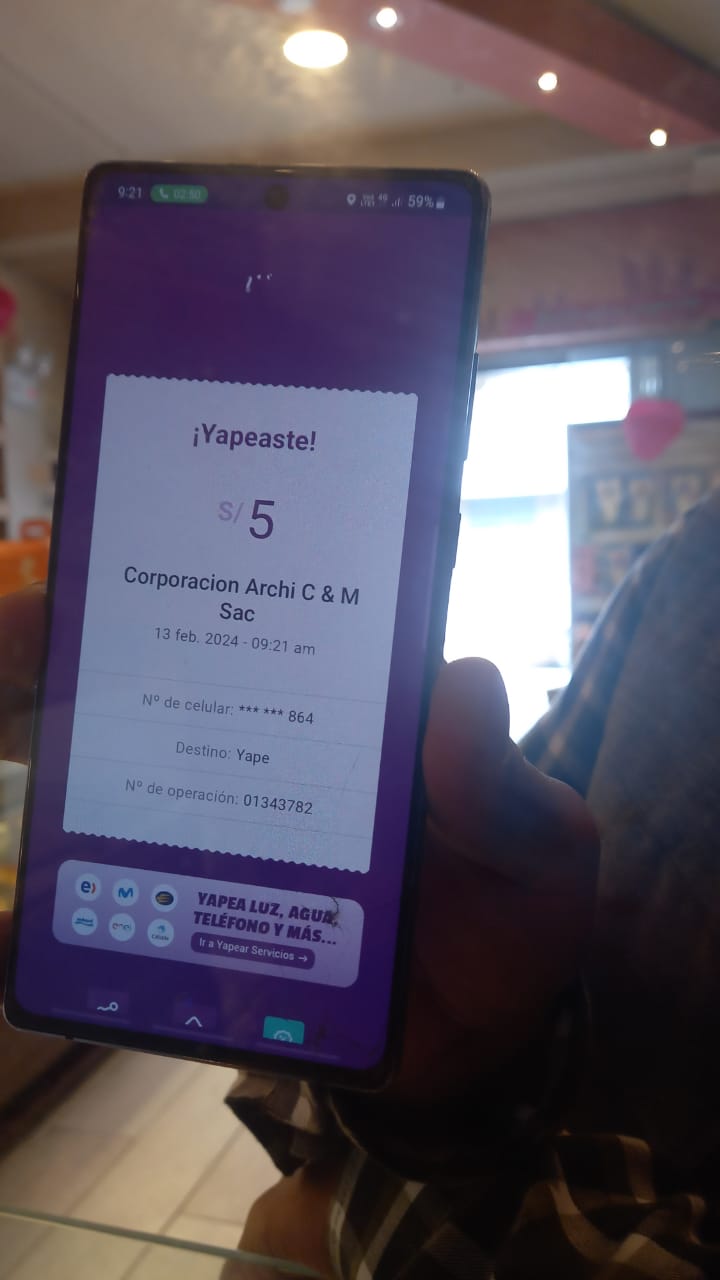 9:21 02:50 59%
¡Yapeaste!
S/ 5
Corporacion Archi C & M
Sac
13 feb. 2024 - 09:21 am
Nº de celular: *** *** 864
Destino: Yape
Nº de operación: 01343782
YAPEA LUZ, AGUA,
TELÉFONO Y MÁS...
Ir a Yapear Servicios →